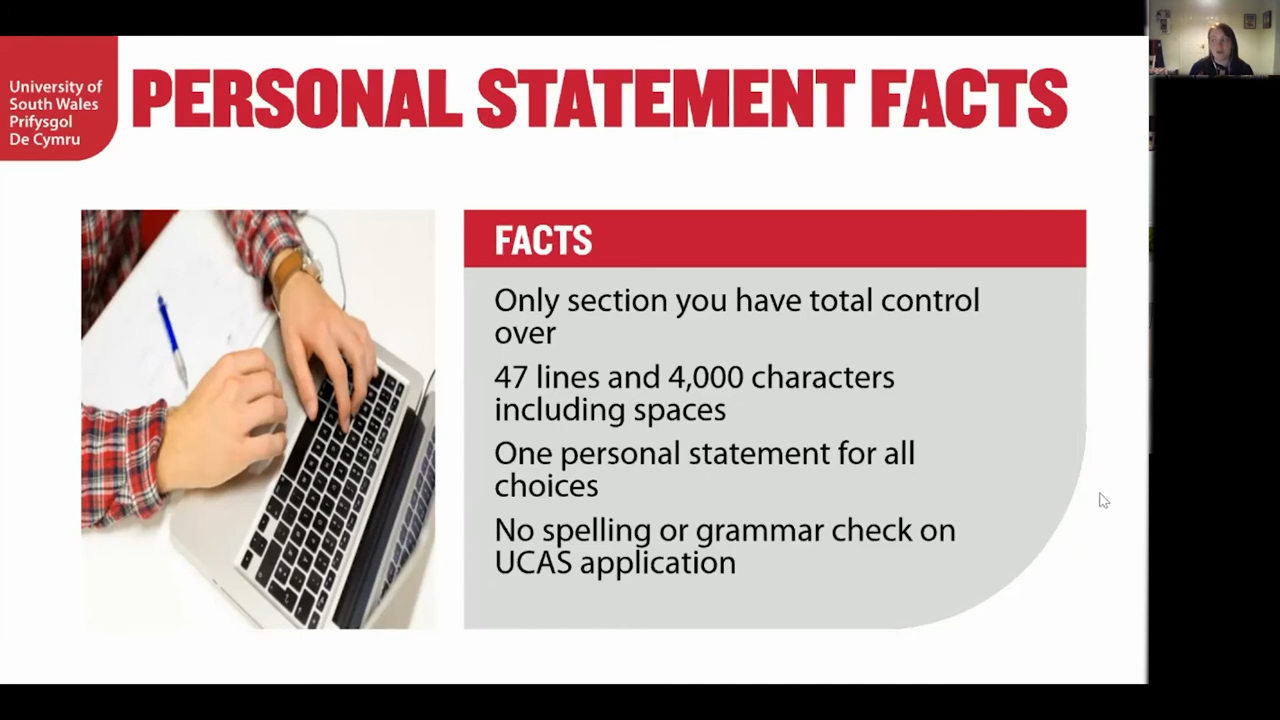 University of
South Wales
Prifysgol
De Cymru
PERSONAL STATEMENT FACTS
FACTS
Only section you have total control
over
47 lines and 4,000 characters
including spaces
One personal statement for all
choices
No spelling or grammar check on
UCAS application